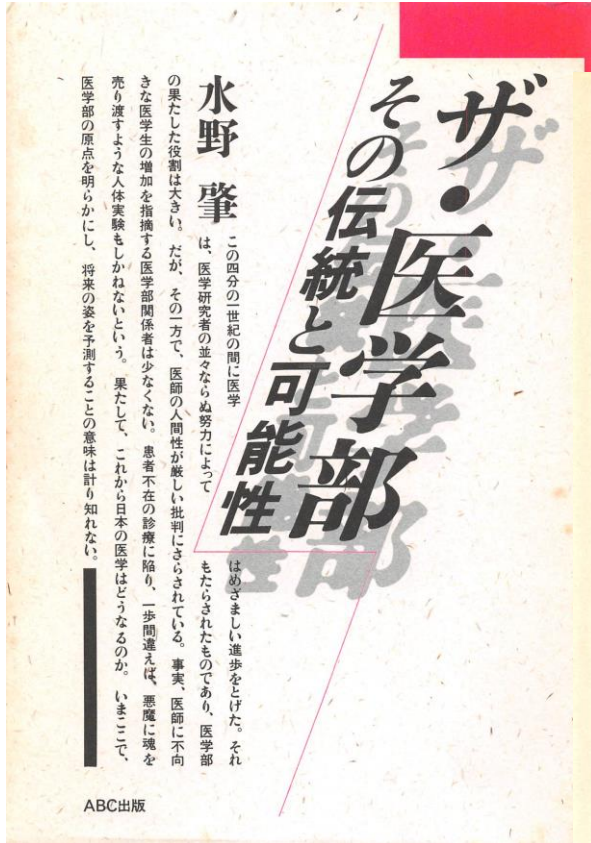 ザ・医学部
その伝統と可能性
水野 肇
この四分の一世紀の間に医学はめざましい進歩をとげた。それ
は、医学研究者の並々ならぬ努力によってもたらされたものであり、医学部
の果たした役割は大きい。だが、その一方で、医師の人間性が厳しい批判にさらされている。事実、医師に不向
きな医学生の増加を指摘する医学部関係者は少なくない。患者不在の診療に陥り、一歩間違えば、悪魔に魂を
売り渡すような人体実験もしかねないという。果たして、これから日本の医学はどうなるのか。いまここで、
医学部の原点を明らかにし、将来の姿を予測することの意味は計り知れない。
ABC出版